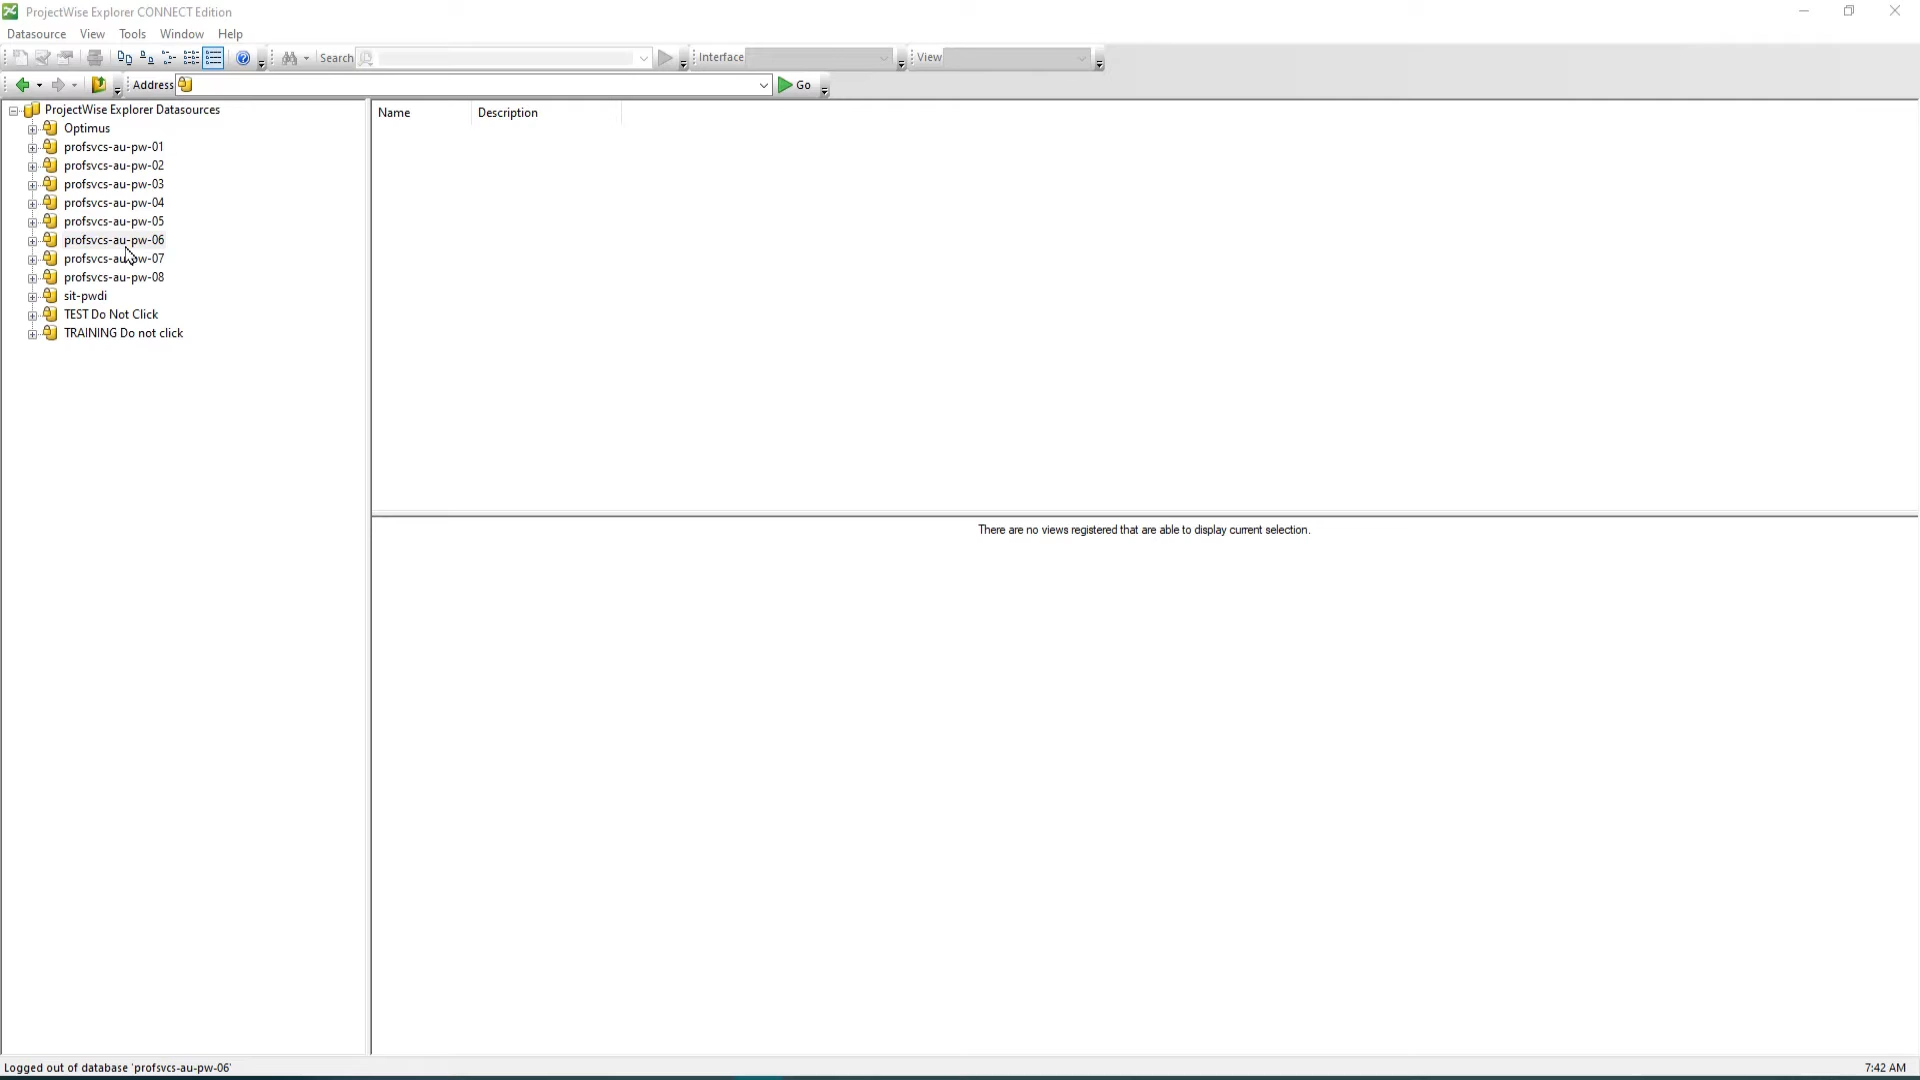 ProjectWise Explorer CONNECT Edition
Datasource View Tools Window Help
Search Interface View
Address Go
ProjectWise Explorer Datasources
Optimus
profsvcs-au-pw-01
profsvcs-au-pw-02
profsvcs-au-pw-03
profsvcs-au-pw-04
profsvcs-au-pw-05
profsvcs-au-pw-06
profsvcs-au-pw-07
profsvcs-au-pw-08
sit-pwdi
TEST Do Not Click
TRAINING Do not click
Name Description
There are no views registered that are able to display current selection.
Logged out of database 'profsvcs-au-pw-06' 7:42 AM